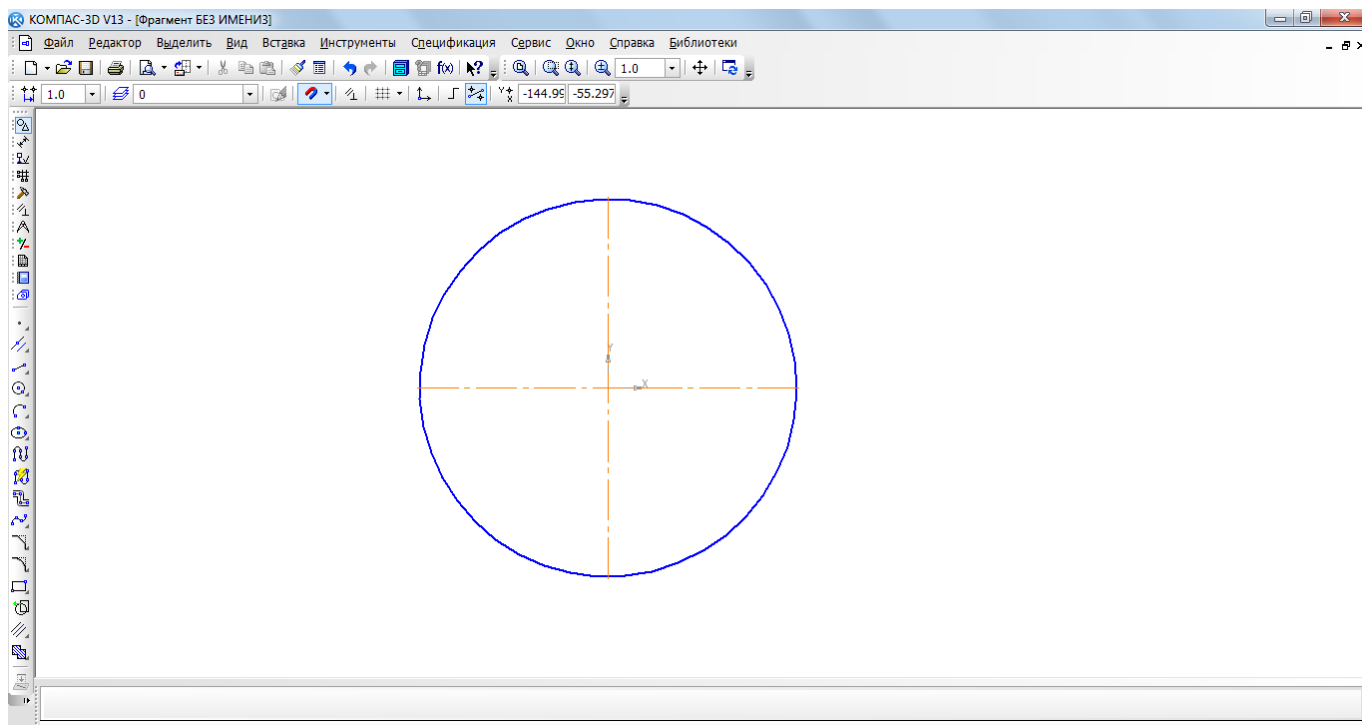 КОМПАС-3D V13 - [Фрагмент БЕЗ ИМЕНИ3]
Файл Редактор Выделить Вид Вставка Инструменты Спецификация Сервис Окно Справка Библиотеки
f(x) 1.0
1.0 0 -144.99 -55.297
Y
X